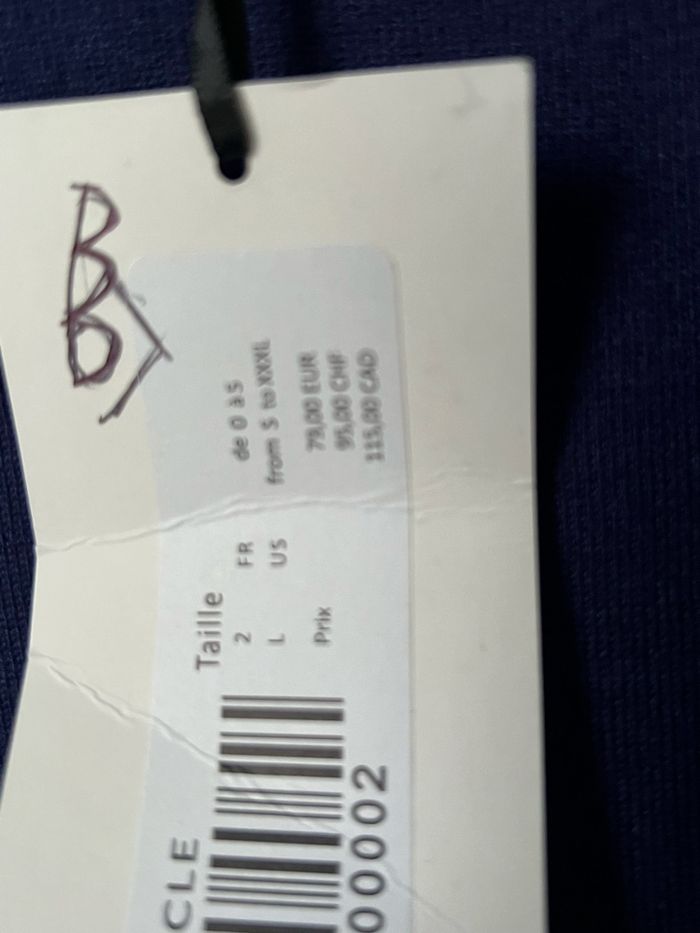 CLE
00002
Taille
2 FR de 0 à 5
L US from S to XXXL
Prix 79,00 EUR
95,00 CHF
115,00 CAD